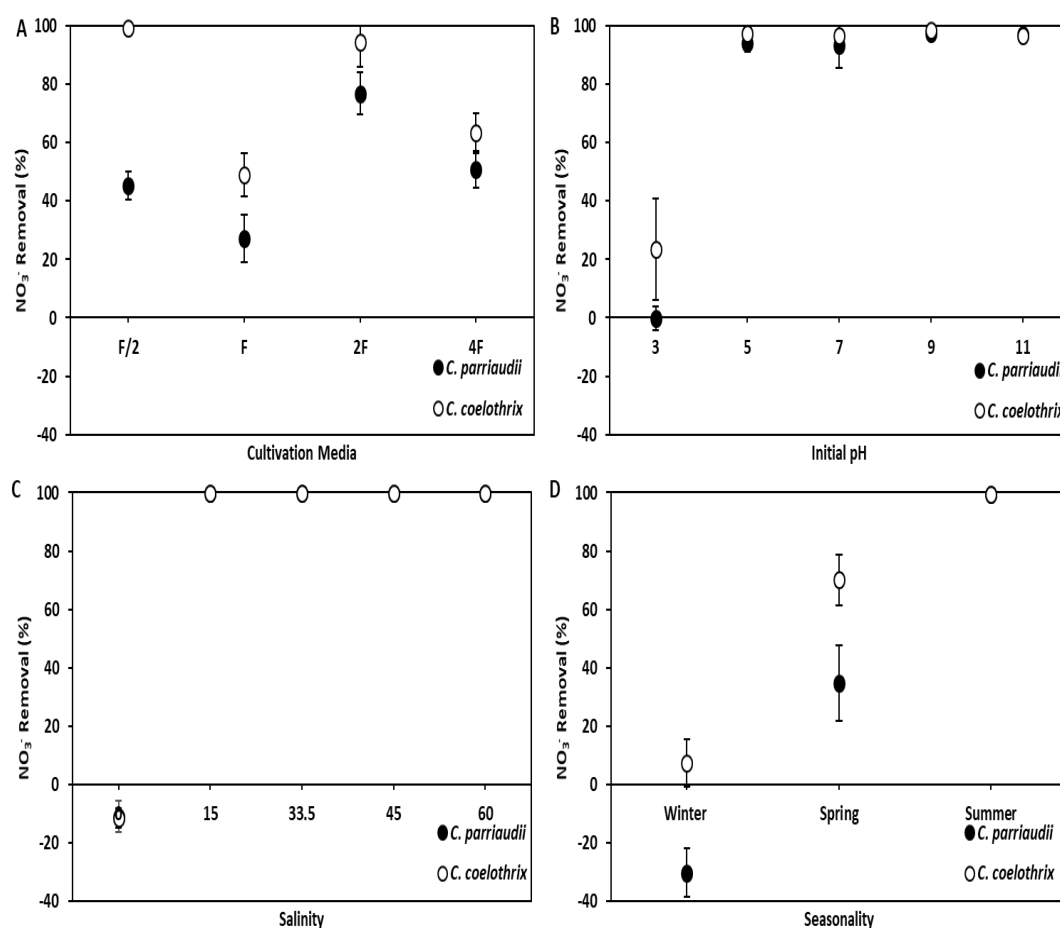 A
NO₃⁻ Removal (%)
100
80
60
40
20
0
-20
-40
F/2 F 2F 4F
C. parriaudii
C. coelothrix
Cultivation Media
B
NO₃⁻ Removal (%)
100
80
60
40
20
0
-20
-40
3 5 7 9 11
C. parriaudii
C. coelothrix
Initial pH
C
NO₃⁻ Removal (%)
100
80
60
40
20
0
-20
-40
0 15 33.5 45 60
C. parriaudii
C. coelothrix
Salinity
D
NO₃⁻ Removal (%)
100
80
60
40
20
0
-20
-40
Winter Spring Summer
C. parriaudii
C. coelothrix
Seasonality